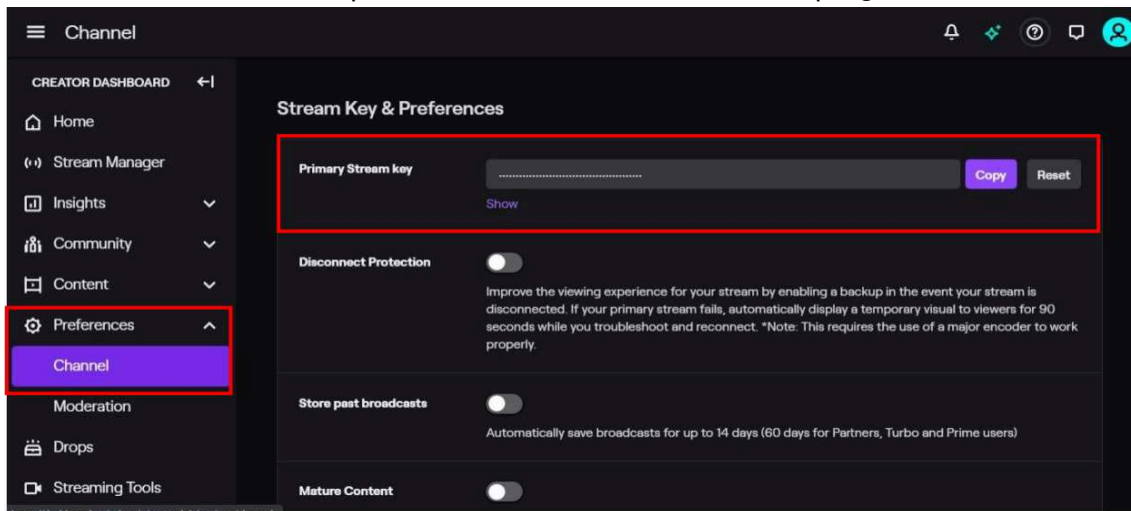 Channel
CREATOR DASHBOARD
Home
Stream Manager
Insights
Community
Content
Preferences
Channel
Moderation
Drops
Streaming Tools
Stream Key & Preferences
Primary Stream key
Copy
Reset
Show
Disconnect Protection
Improve the viewing experience for your stream by enabling a backup in the event your stream is
disconnected. If your primary stream fails, automatically display a temporary visual to viewers for 90
seconds while you troubleshoot and reconnect. *Note: This requires the use of a major encoder to work
properly.
Store past broadcasts
Automatically save broadcasts for up to 14 days (60 days for Partners, Turbo and Prime users)
Mature Content